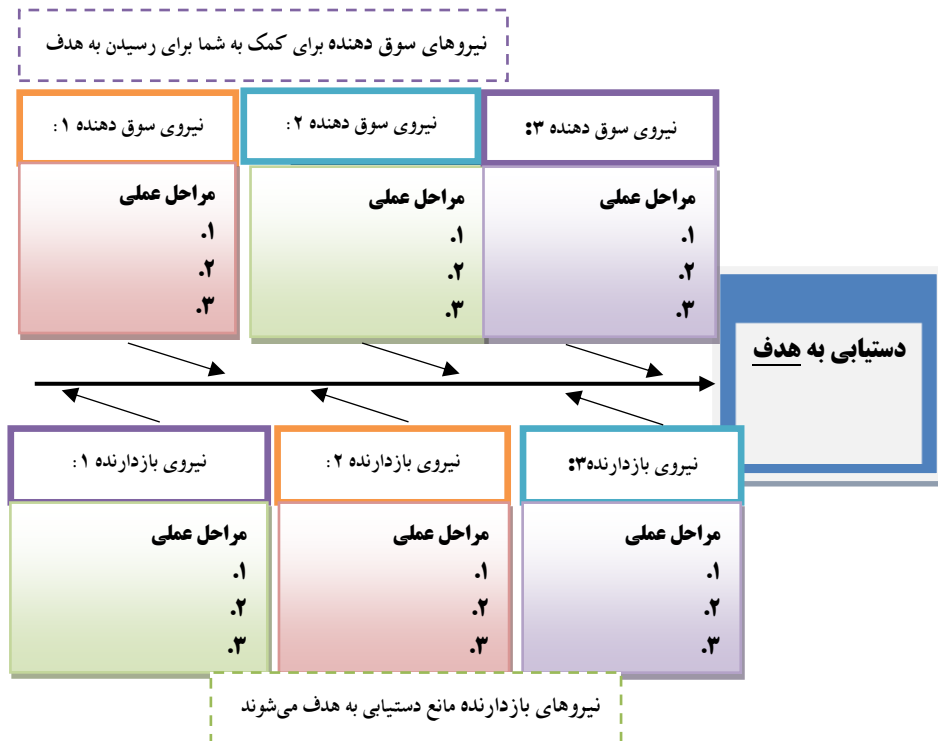 نیروهای سوق دهنده برای کمک به شما برای رسیدن به هدف
نیروی سوق دهنده ۱:
مراحل عملی
۱.
۲.
۳.
نیروی سوق دهنده ۲:
مراحل عملی
۱.
۲.
۳.
نیروی سوق دهنده ۳:
مراحل عملی
۱.
۲.
۳.
دستیابی به هدف
نیروی بازدارنده ۱:
مراحل عملی
۱.
۲.
۳.
نیروی بازدارنده ۲:
مراحل عملی
۱.
۲.
۳.
نیروی بازدارنده۳:
مراحل عملی
۱.
۲.
۳.
نیروهای بازدارنده مانع دستیابی به هدف می‌شوند